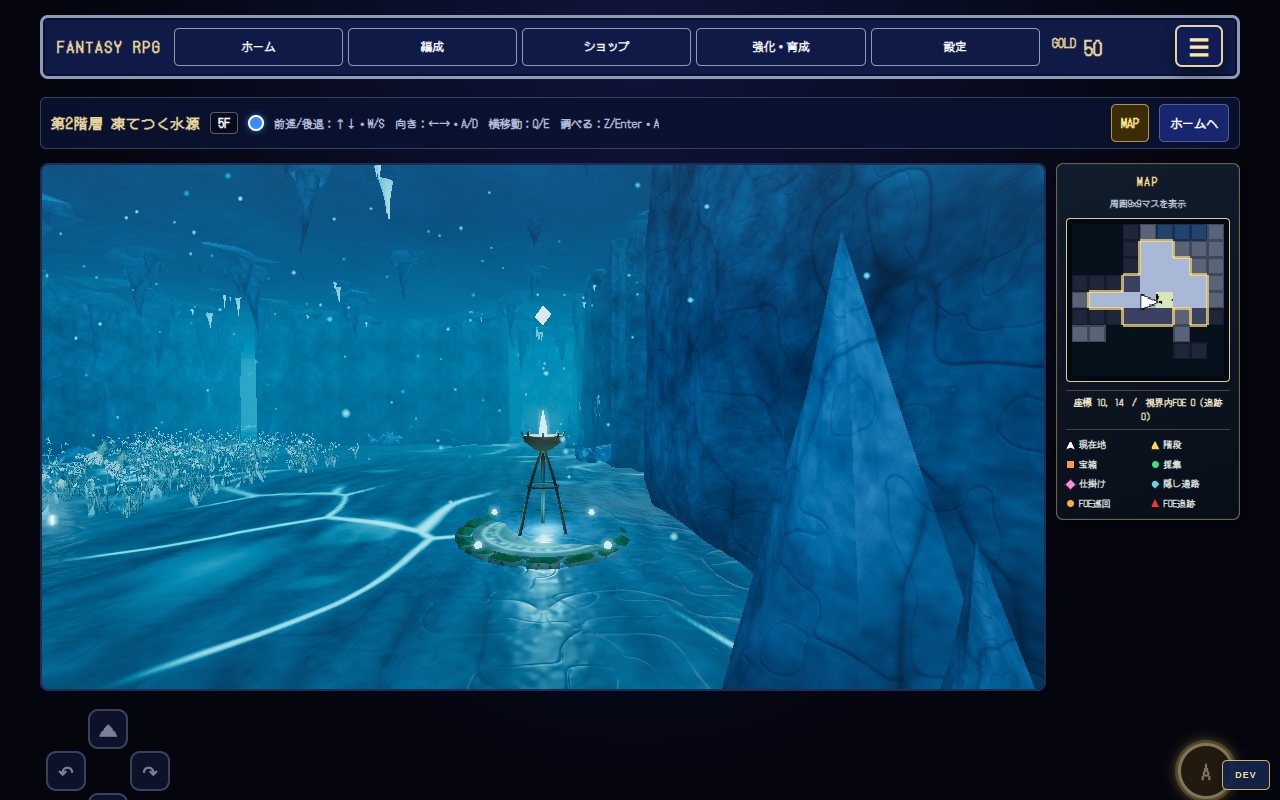 FANTASY RPG
ホーム
編成
ショップ
強化・育成
設定
GOLD 50
第2階層 凍てつく水源
5F
前進/後退：↑↓・W/S 向き：←→・A/D 横移動：Q/E 調べる：Z/Enter・A
MAP
ホームへ
MAP
周囲9x9マスを表示
座標 10, 14 / 視界内FOE 0（追跡
0）
現在地
階段
宝箱
採集
仕掛け
隠し通路
FOE巡回
FOE追跡
A
DEV